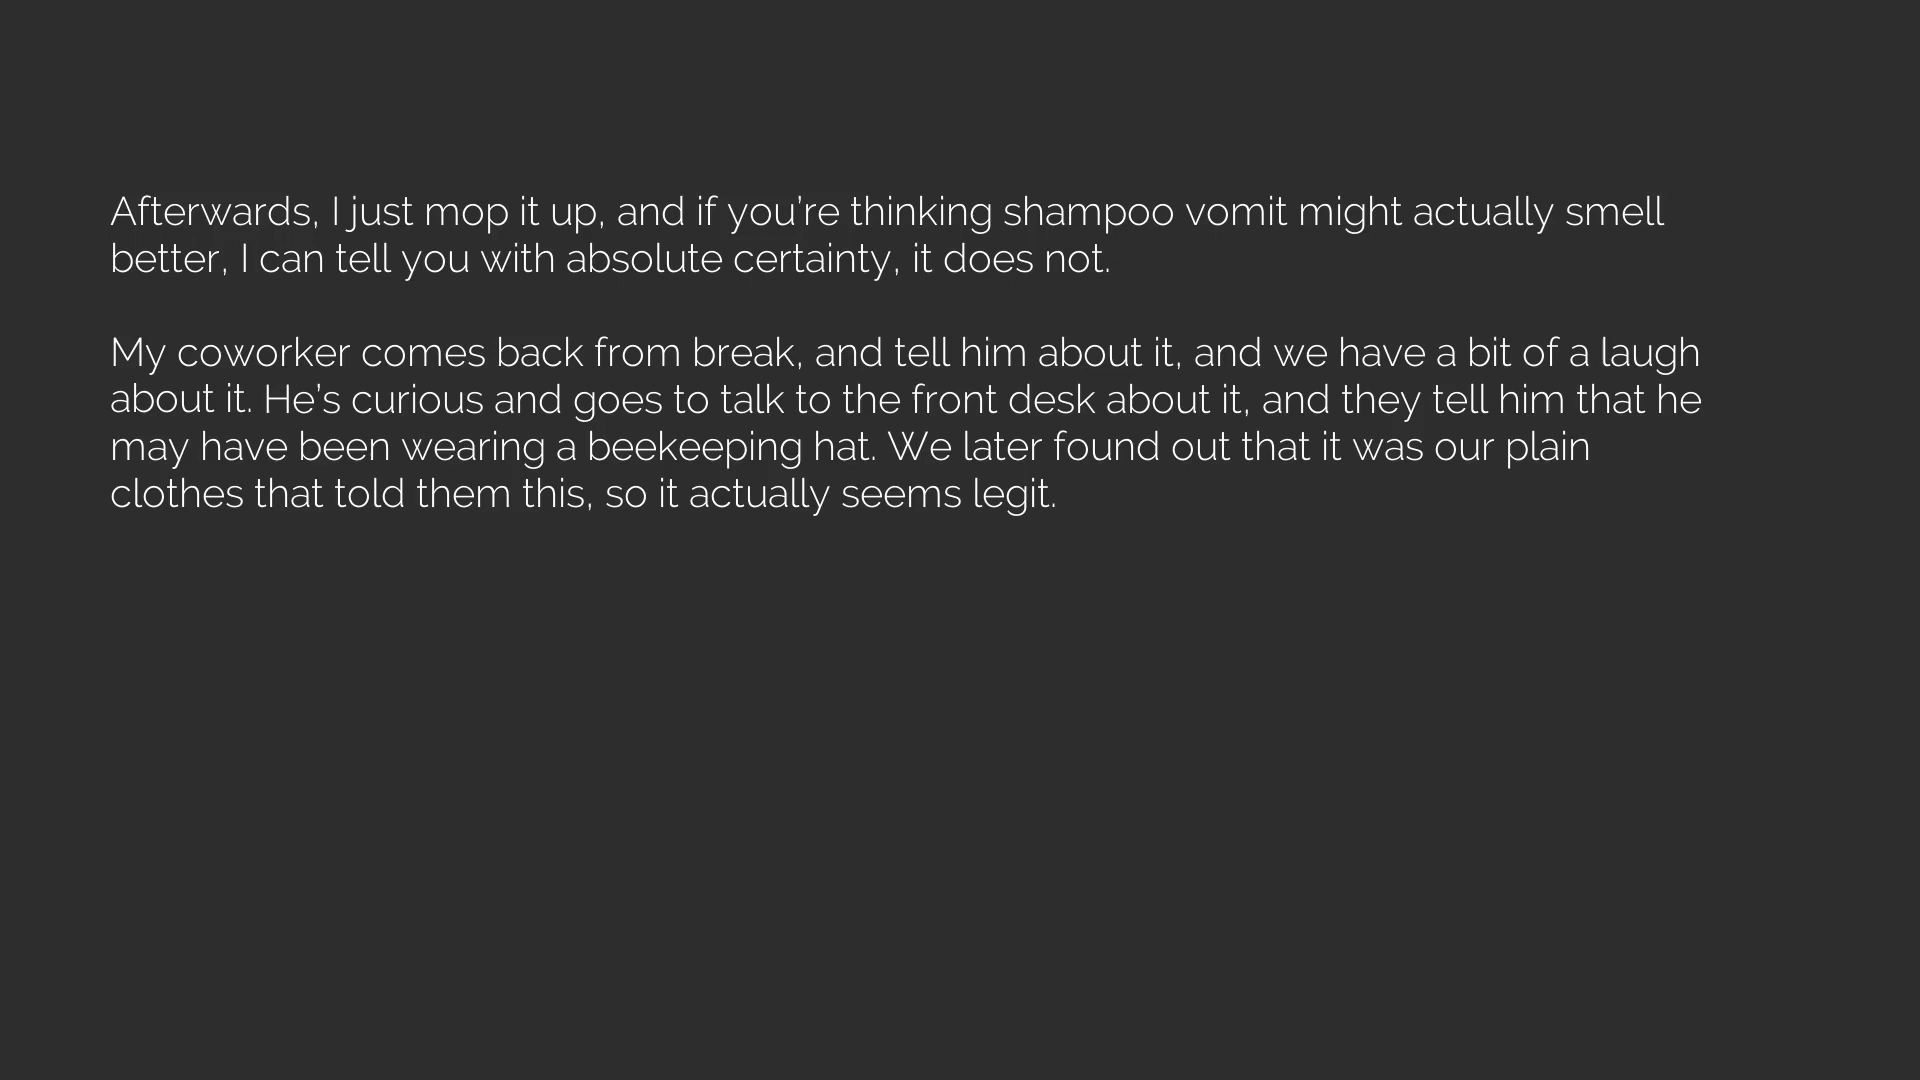 Afterwards, I just mop it up, and if you're thinking shampoo vomit might actually smell
better, I can tell you with absolute certainty, it does not.
My coworker comes back from break, and tell him about it, and we have a bit of a laugh
about it. He's curious and goes to talk to the front desk about it, and they tell him that he
may have been wearing a beekeeping hat. We later found out that it was our plain
clothes that told them this, so it actually seems legit.